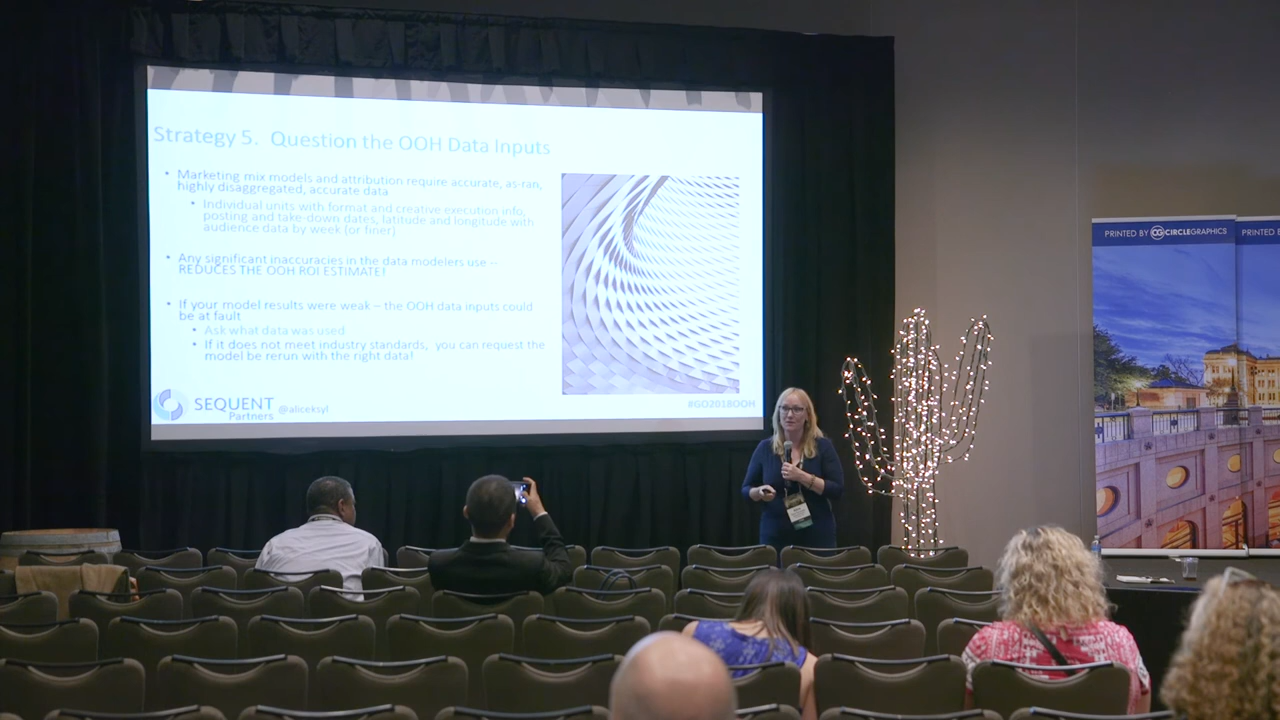 Strategy 5. Question the OOH Data Inputs
• Marketing mix models and attribution require accurate, as-ran,
highly disaggregated, accurate data
• Individual units with format and creative execution info,
posting and take-down dates, latitude and longitude with
audience data by week (or finer)
• Any significant inaccuracies in the data modelers use --
REDUCES THE OOH ROI ESTIMATE!
• If your model results were weak – the OOH data inputs could
be at fault
• Ask what data was used
• If it does not meet industry standards, you can request the
model be rerun with the right data!
SEQUENT
Partners
@aliceksyl
#GO2018OOH
PRINTED BY CG CIRCLEGRAPHICS
PRINTED